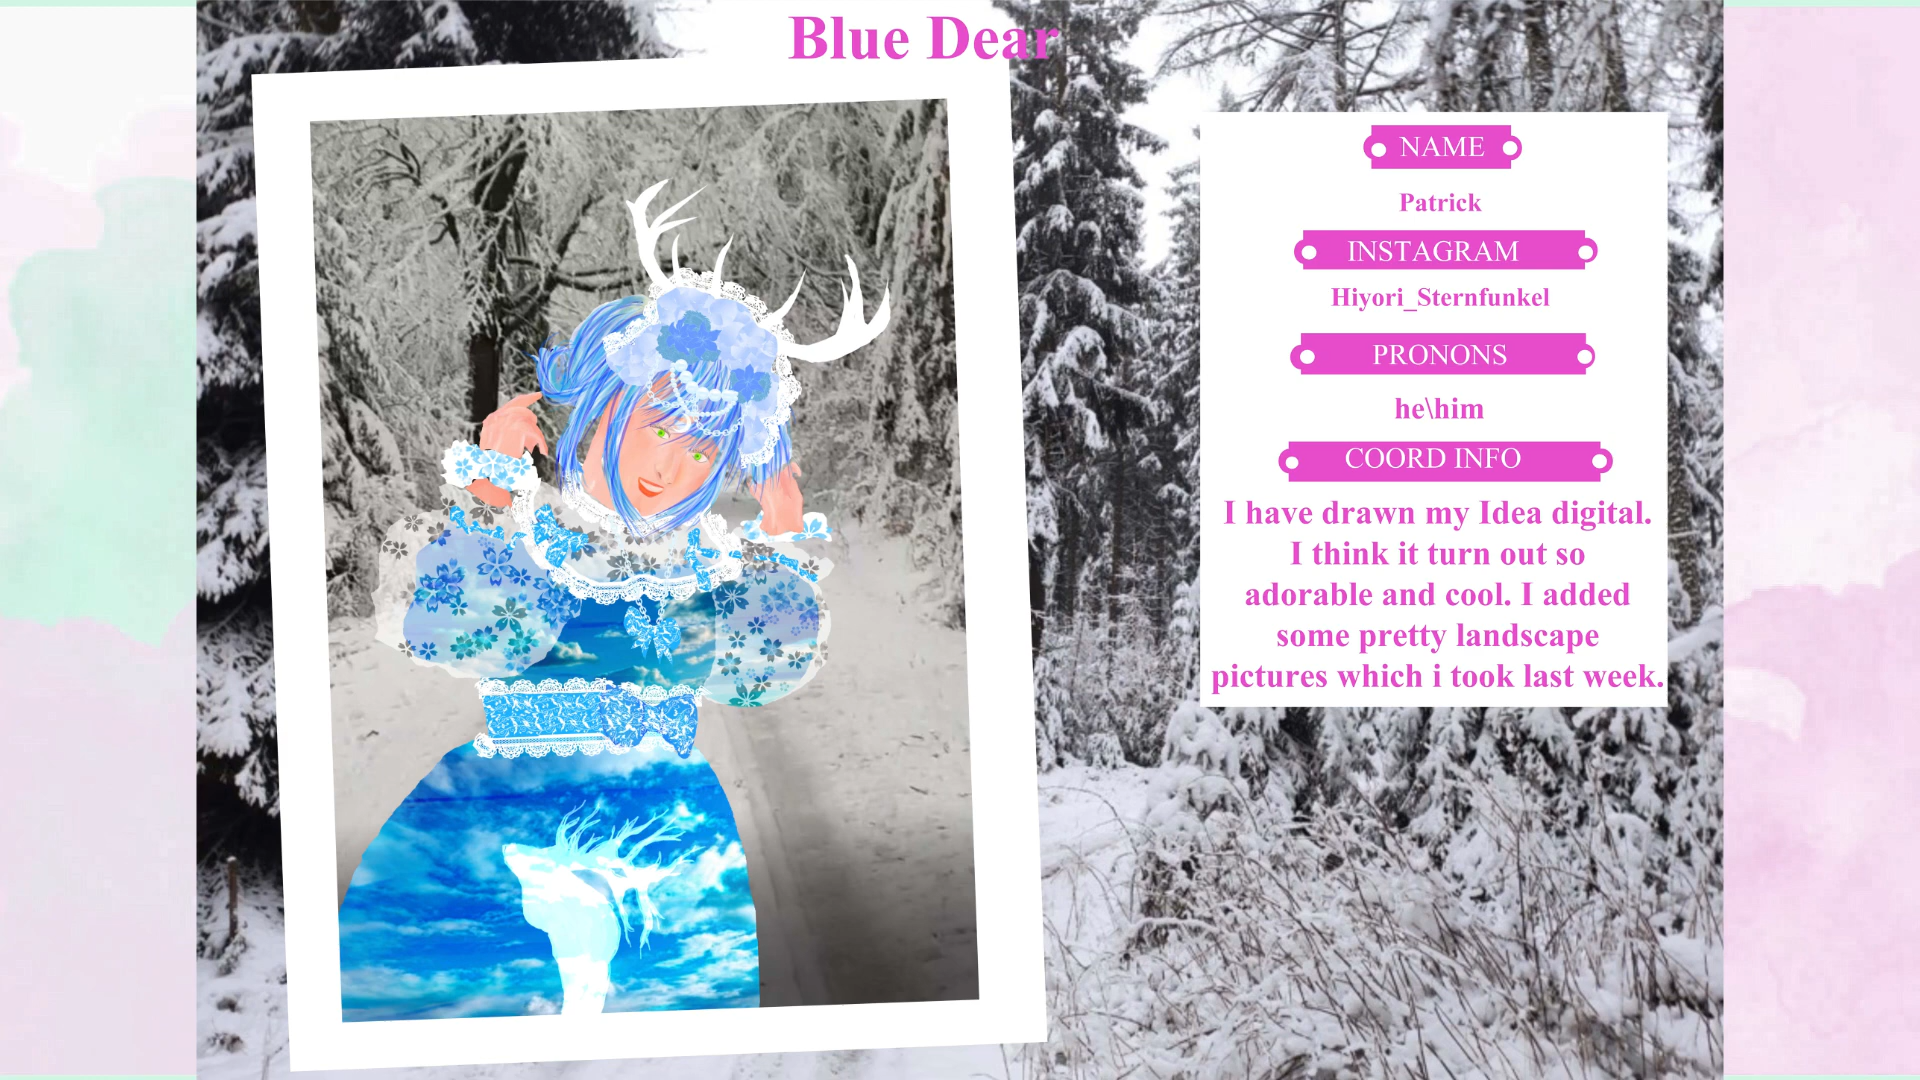 Blue Dear
NAME
Patrick
INSTAGRAM
Hiyori_Sternfunkel
PRONONS
he\him
COORD INFO
I have drawn my Idea digital.
I think it turn out so
adorable and cool. I added
some pretty landscape
pictures which i took last week.